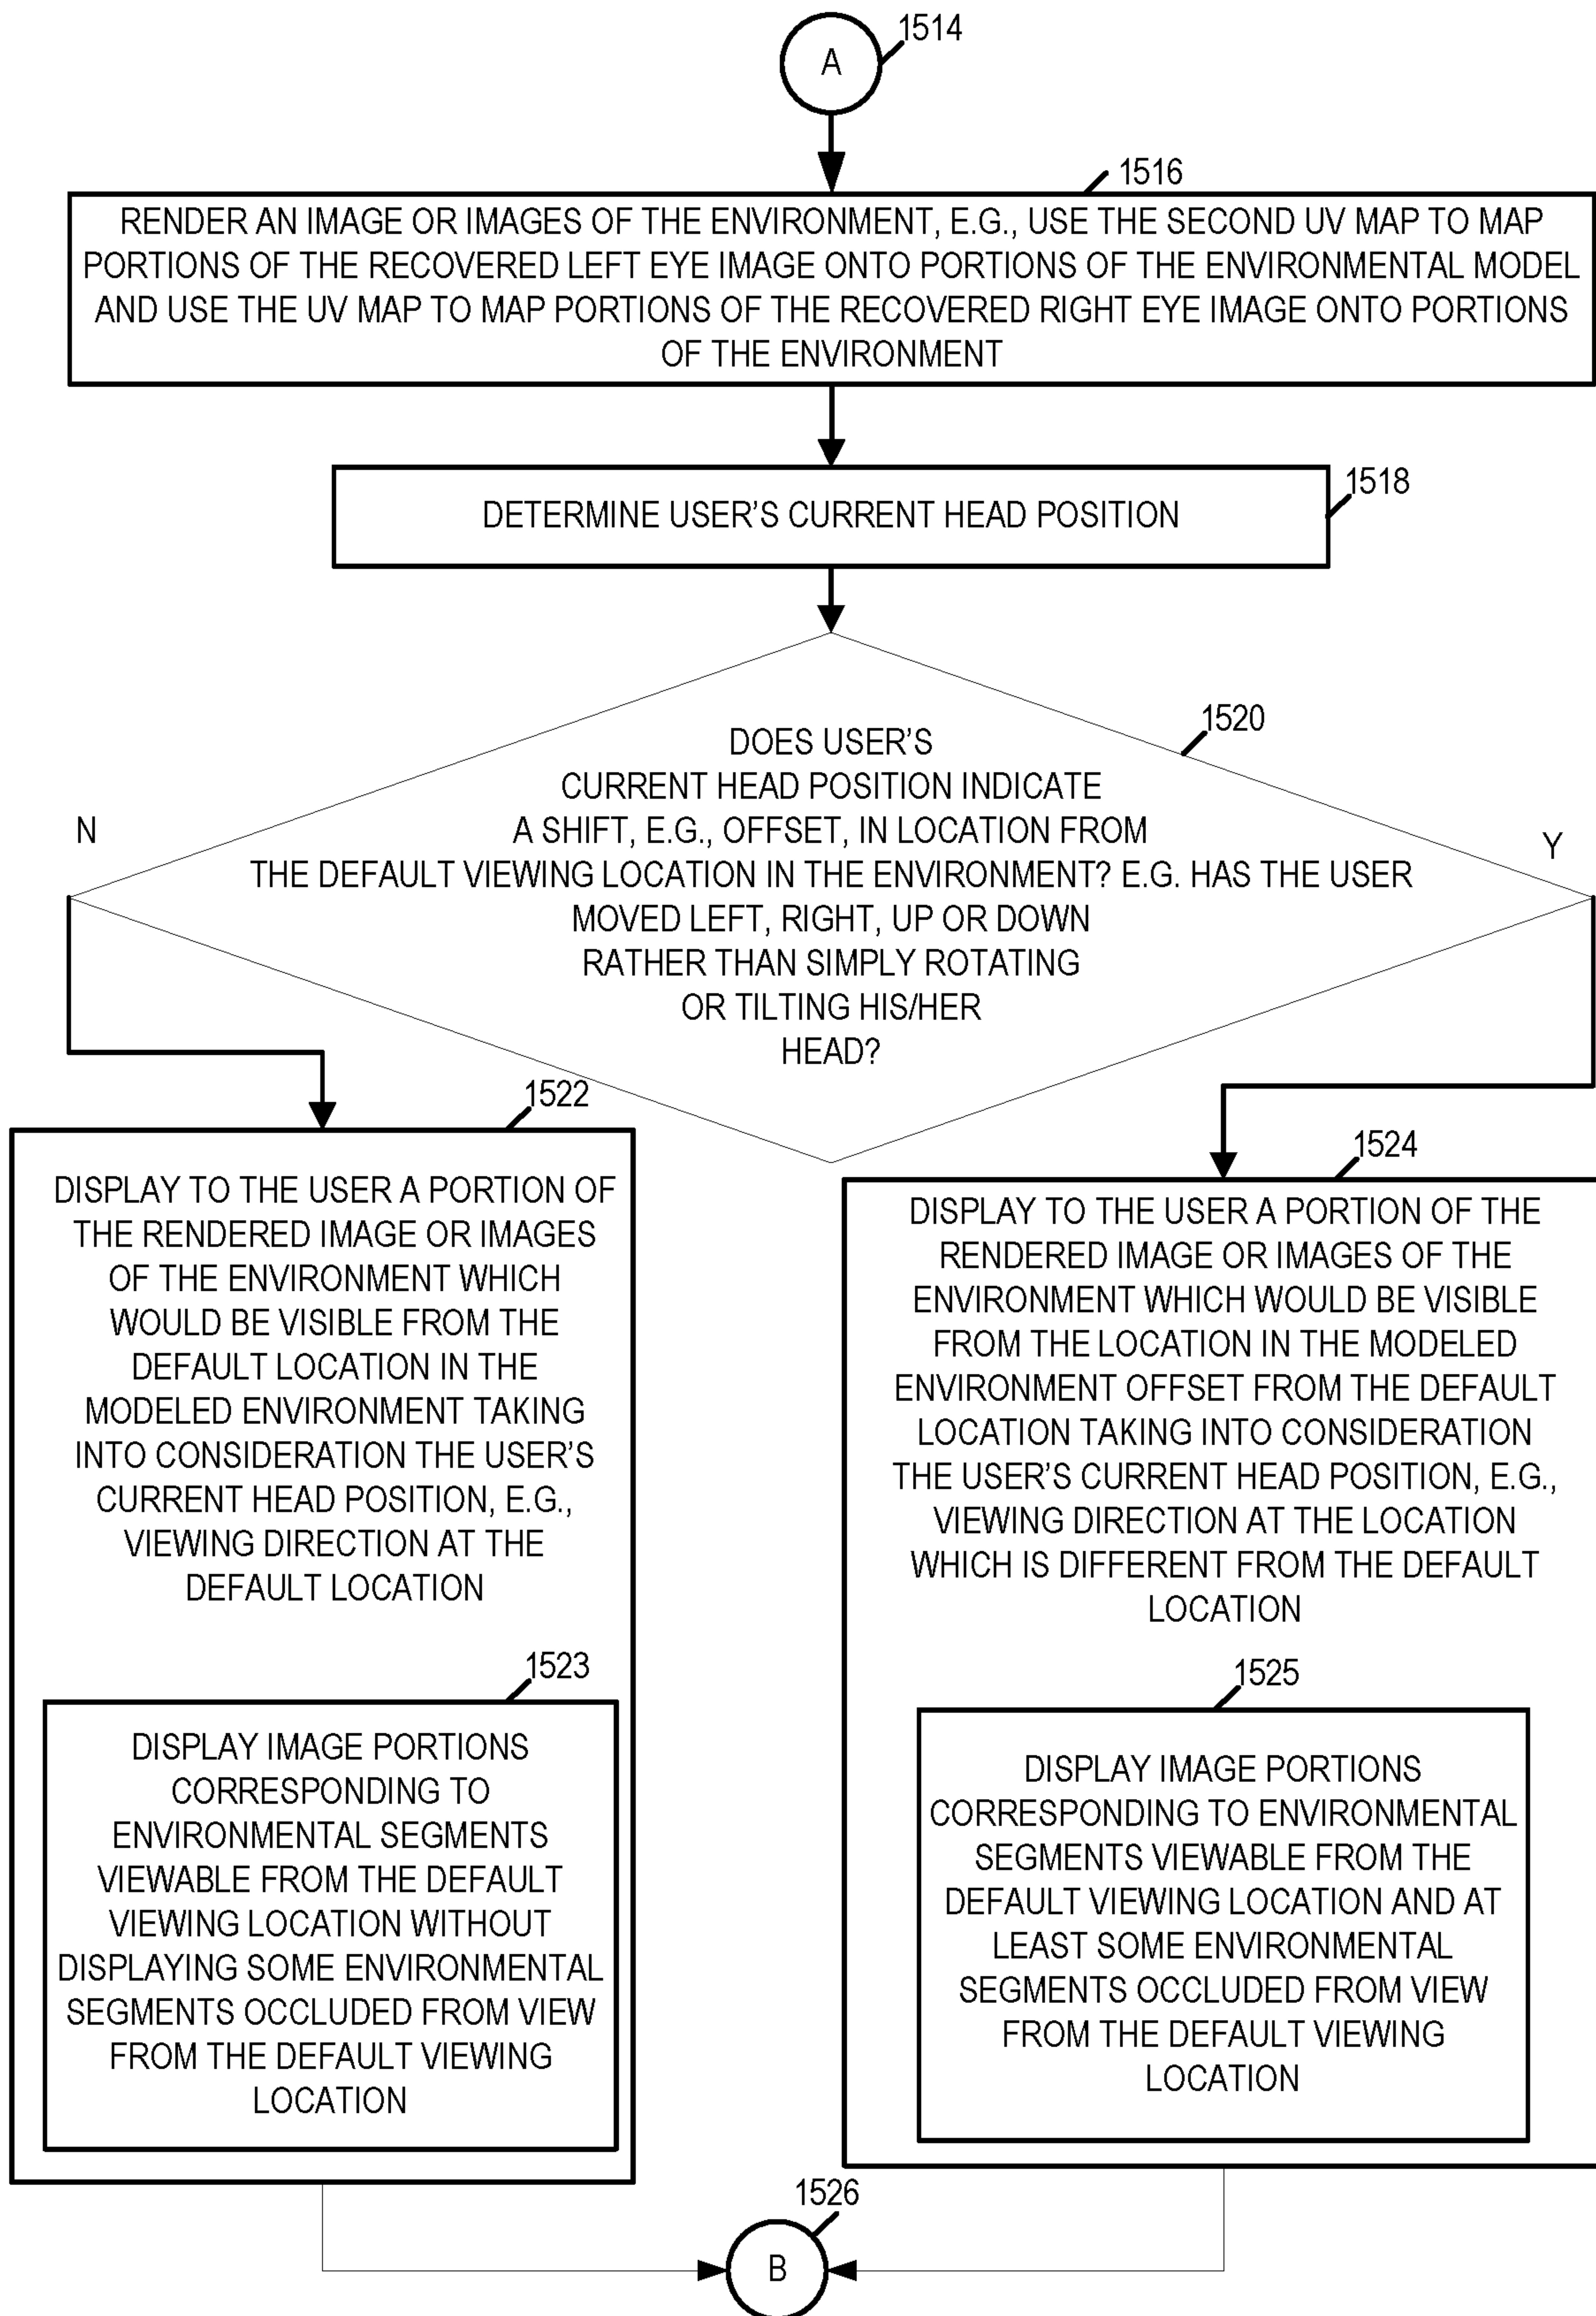 1514
A
1516
RENDER AN IMAGE OR IMAGES OF THE ENVIRONMENT, E.G., USE THE SECOND UV MAP TO MAP
PORTIONS OF THE RECOVERED LEFT EYE IMAGE ONTO PORTIONS OF THE ENVIRONMENTAL MODEL
AND USE THE UV MAP TO MAP PORTIONS OF THE RECOVERED RIGHT EYE IMAGE ONTO PORTIONS
OF THE ENVIRONMENT
1518
DETERMINE USER'S CURRENT HEAD POSITION
1520
DOES USER'S
CURRENT HEAD POSITION INDICATE
A SHIFT, E.G., OFFSET, IN LOCATION FROM
THE DEFAULT VIEWING LOCATION IN THE ENVIRONMENT? E.G. HAS THE USER
MOVED LEFT, RIGHT, UP OR DOWN
RATHER THAN SIMPLY ROTATING
OR TILTING HIS/HER
HEAD?
N
Y
1522
DISPLAY TO THE USER A PORTION OF
THE RENDERED IMAGE OR IMAGES
OF THE ENVIRONMENT WHICH
WOULD BE VISIBLE FROM THE
DEFAULT LOCATION IN THE
MODELED ENVIRONMENT TAKING
INTO CONSIDERATION THE USER'S
CURRENT HEAD POSITION, E.G.,
VIEWING DIRECTION AT THE
DEFAULT LOCATION
1523
DISPLAY IMAGE PORTIONS
CORRESPONDING TO
ENVIRONMENTAL SEGMENTS
VIEWABLE FROM THE DEFAULT
VIEWING LOCATION WITHOUT
DISPLAYING SOME ENVIRONMENTAL
SEGMENTS OCCLUDED FROM VIEW
FROM THE DEFAULT VIEWING
LOCATION
1524
DISPLAY TO THE USER A PORTION OF THE
RENDERED IMAGE OR IMAGES OF THE
ENVIRONMENT WHICH WOULD BE VISIBLE
FROM THE LOCATION IN THE MODELED
ENVIRONMENT OFFSET FROM THE DEFAULT
LOCATION TAKING INTO CONSIDERATION
THE USER'S CURRENT HEAD POSITION, E.G.,
VIEWING DIRECTION AT THE LOCATION
WHICH IS DIFFERENT FROM THE DEFAULT
LOCATION
1525
DISPLAY IMAGE PORTIONS
CORRESPONDING TO ENVIRONMENTAL
SEGMENTS VIEWABLE FROM THE
DEFAULT VIEWING LOCATION AND AT
LEAST SOME ENVIRONMENTAL
SEGMENTS OCCLUDED FROM VIEW
FROM THE DEFAULT VIEWING
LOCATION
1526
B